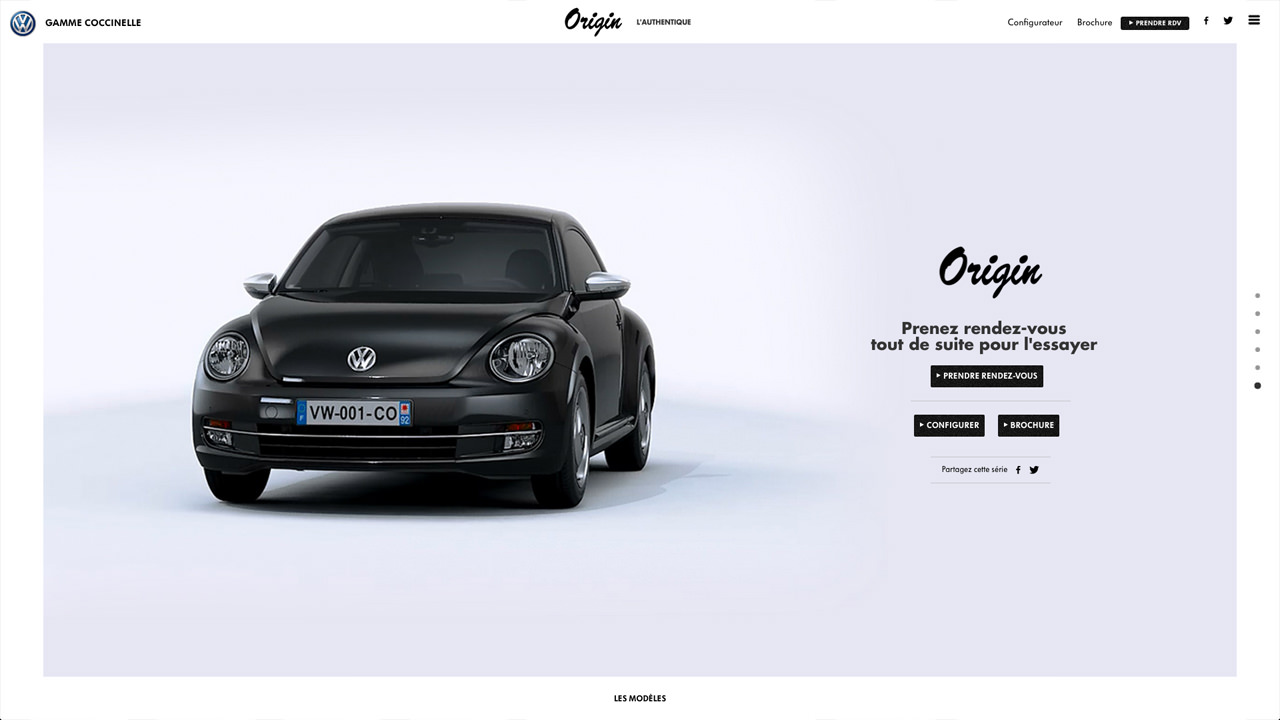 GAMME COCCINELLE
Origin L'AUTHENTIQUE
Configurateur Brochure PRENDRE RDV
Origin
Prenez rendez-vous
tout de suite pour l'essayer
PRENDRE RENDEZ-VOUS
CONFIGURER BROCHURE
Partagez cette série
VW-001-CO
F 92
LES MODÈLES